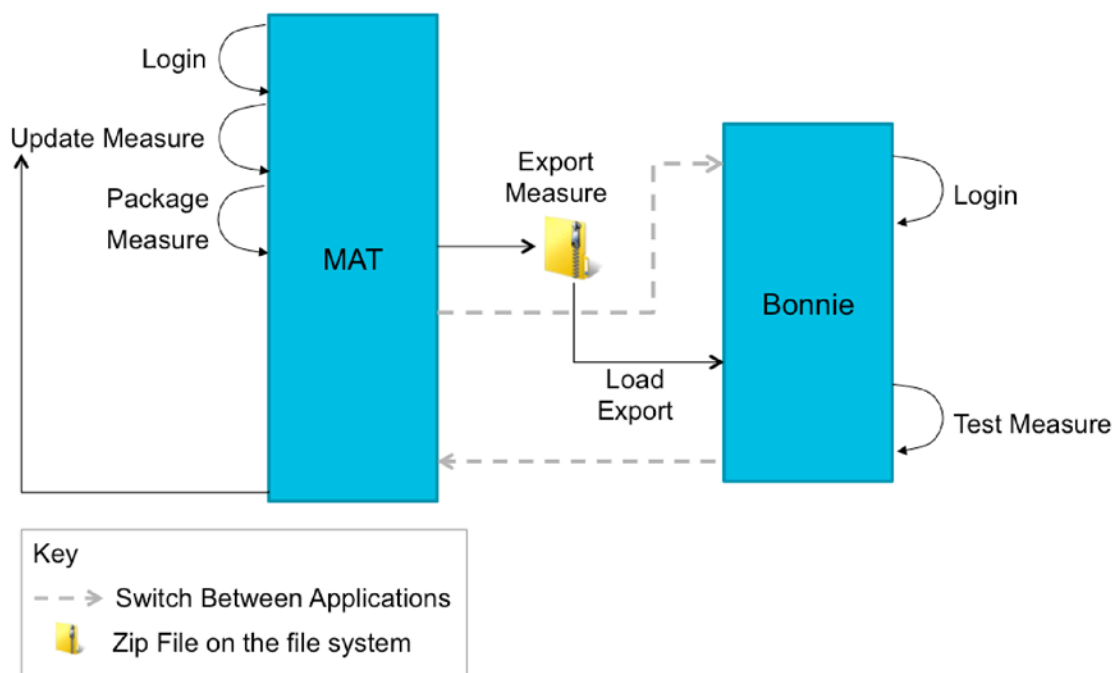 Login
Update Measure
Package
Measure
MAT
Export
Measure
Load
Export
Bonnie
Login
Test Measure
Key
Switch Between Applications
Zip File on the file system